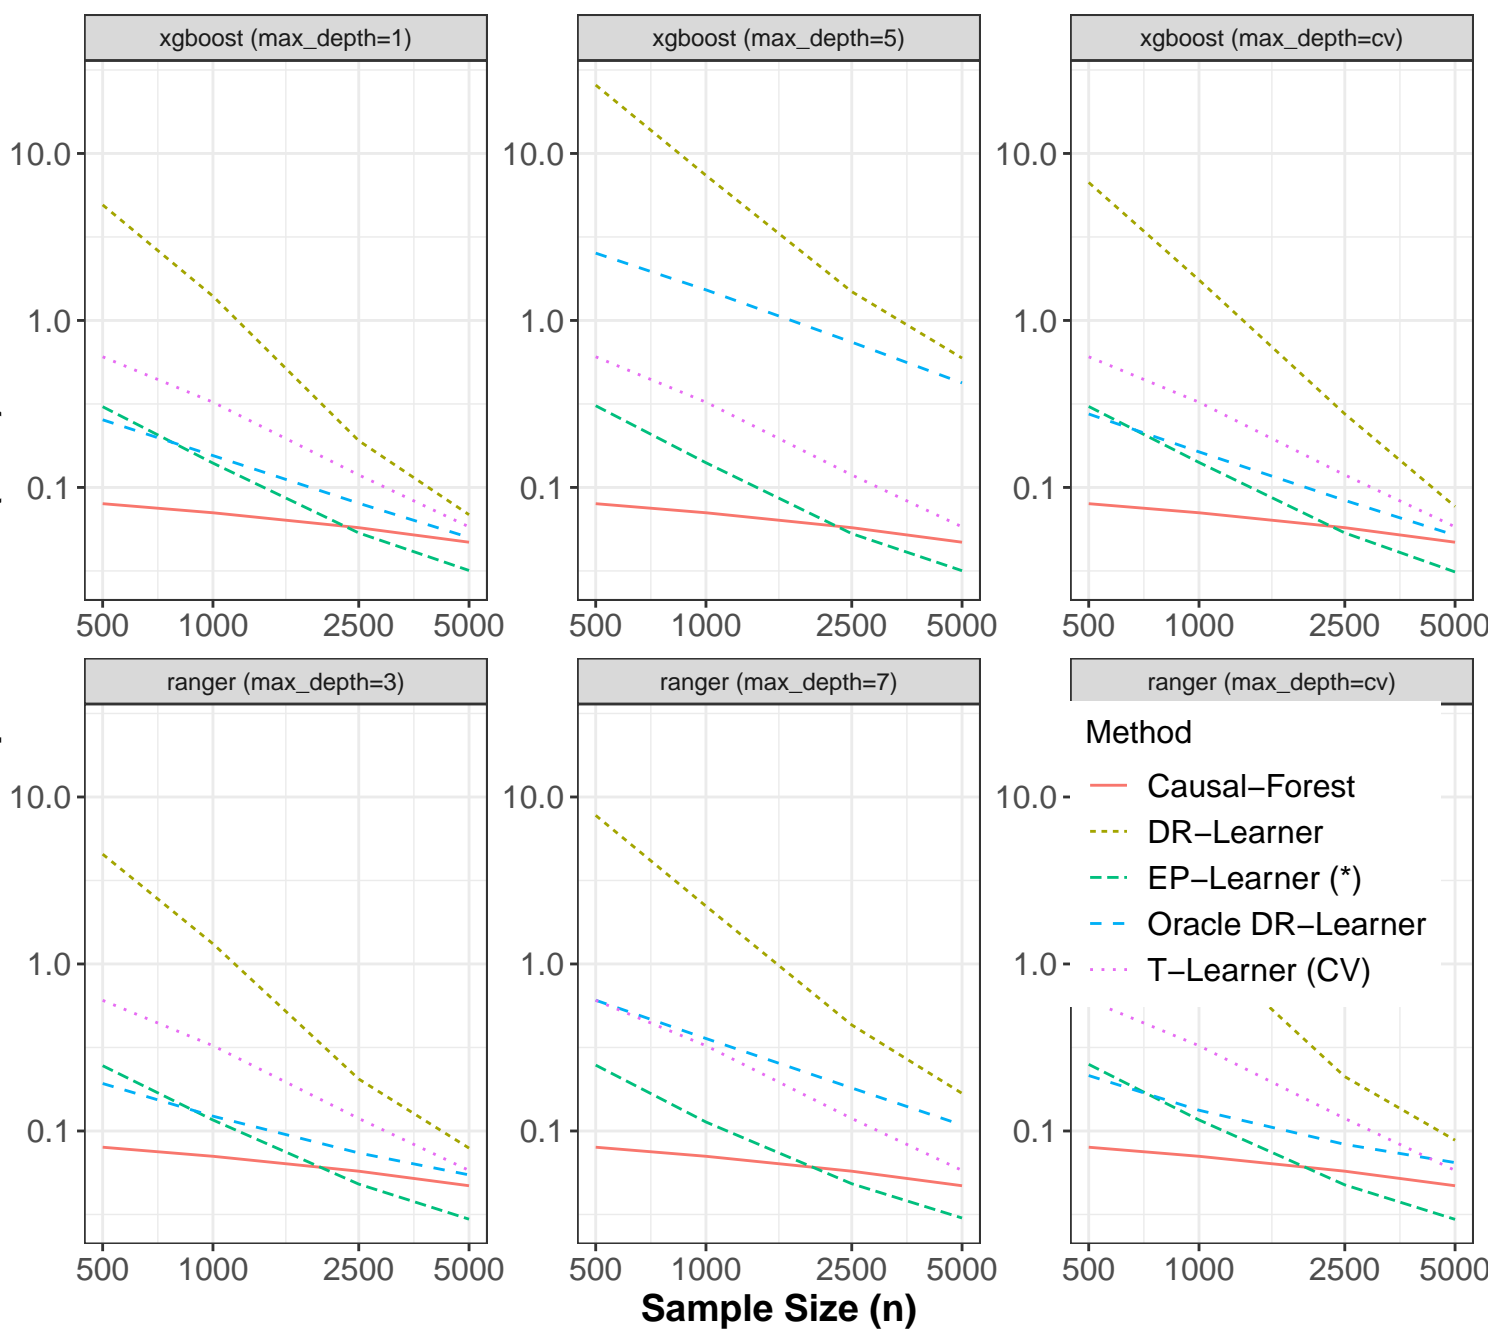 xgboost (max_depth=1)
xgboost (max_depth=5)
xgboost (max_depth=cv)
10.0
1.0
0.1
10.0
1.0
0.1
10.0
1.0
0.1
500 1000 2500 5000
500 1000 2500 5000
500 1000 2500 5000
ranger (max_depth=3)
ranger (max_depth=7)
ranger (max_depth=cv)
10.0
1.0
0.1
10.0
1.0
0.1
10.0
1.0
0.1
Method
Causal−Forest
DR−Learner
EP−Learner (*)
Oracle DR−Learner
T−Learner (CV)
500 1000 2500 5000
500 1000 2500 5000
500 1000 2500 5000
Sample Size (n)